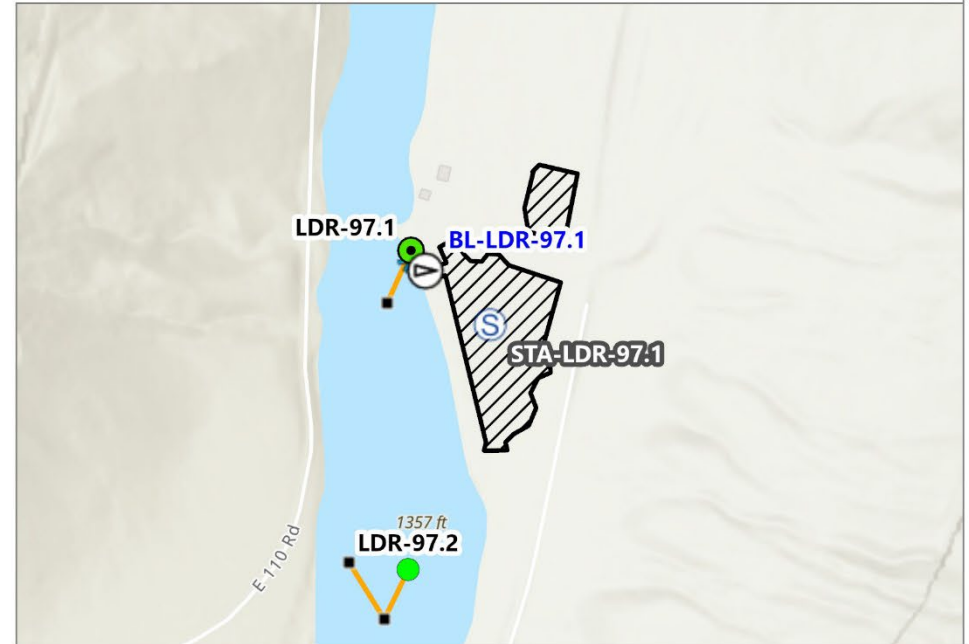 LDR-97.1
BL-LDR-97.1
S
STA-LDR-97.1
1357 ft
LDR-97.2
E 110 Rd